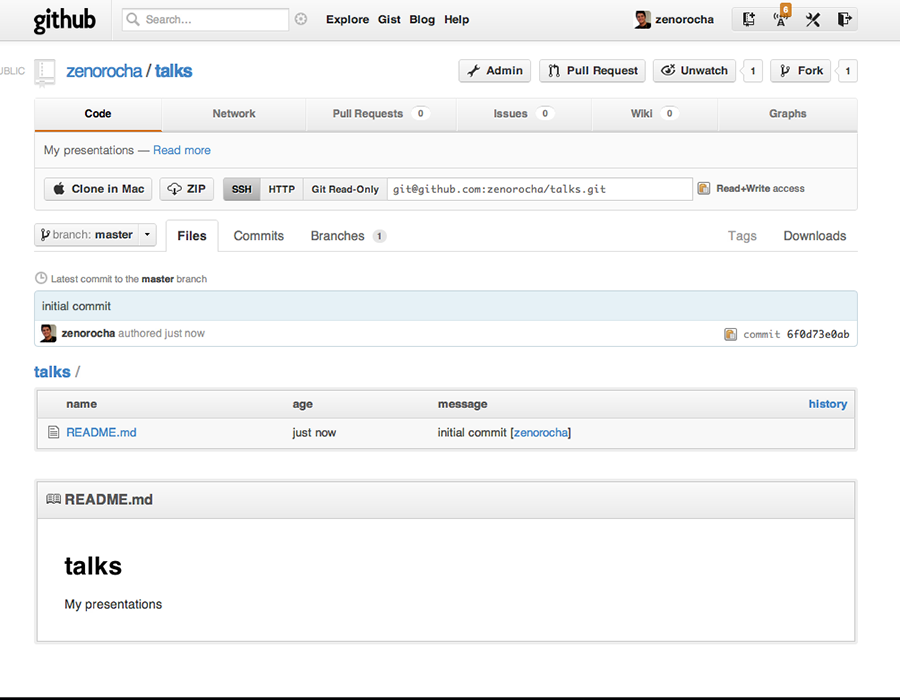 github Search... Explore Gist Blog Help zenorocha 6
UBLIC zenorocha / talks Admin Pull Request Unwatch 1 Fork 1
Code Network Pull Requests 0 Issues 0 Wiki 0 Graphs
My presentations — Read more
Clone in Mac ZIP SSH HTTP Git Read-Only git@github.com:zenorocha/talks.git Read+Write access
branch: master Files Commits Branches 1 Tags Downloads
Latest commit to the master branch
initial commit
zenorocha authored just now commit 6f0d73e0ab
talks /
name age message history
README.md just now initial commit [zenorocha]
README.md
talks
My presentations